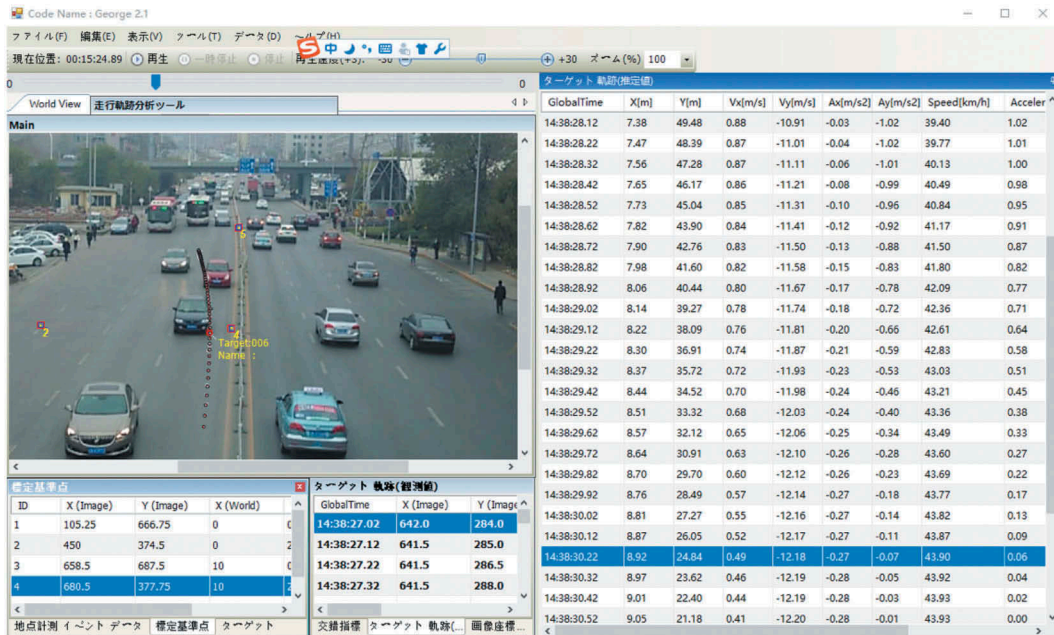 Code Name : George 2.1
ファイル(F) 編集(E) 表示(V) ツール(T) データ(D) ヘルプ(H)
中
現在位置: 00:15:24.89 再生 一時停止 停止 再生速度(+3): -30 +30 ズーム(%) 100
0 0
World View 走行軌跡分析ツール
Main
5
2
4
Target:006
Name :
標定基準点
ID X (Image) Y (Image) X (World)
1 105.25 666.75 0
2 450 374.5 0
3 658.5 687.5 10
4 680.5 377.75 10
地点計測 イベント データ 標定基準点 ターゲット
ターゲット 軌跡(観測値)
GlobalTime X (Image) Y (Image
14:38:27.02 642.0 284.0
14:38:27.12 641.5 285.0
14:38:27.22 641.5 286.5
14:38:27.32 641.5 288.0
交錯指標 ターゲット 軌跡(... 画像座標...
ターゲット 軌跡(推定値)
GlobalTime X[m] Y[m] Vx[m/s] Vy[m/s] Ax[m/s2] Ay[m/s2] Speed[km/h] Acceler
14:38:28.12 7.38 49.48 0.88 -10.91 -0.03 -1.02 39.40 1.02
14:38:28.22 7.47 48.39 0.87 -11.01 -0.04 -1.02 39.77 1.01
14:38:28.32 7.56 47.28 0.87 -11.11 -0.06 -1.01 40.13 1.00
14:38:28.42 7.65 46.17 0.86 -11.21 -0.08 -0.99 40.49 0.98
14:38:28.52 7.73 45.04 0.85 -11.31 -0.10 -0.96 40.84 0.95
14:38:28.62 7.82 43.90 0.84 -11.41 -0.12 -0.92 41.17 0.91
14:38:28.72 7.90 42.76 0.83 -11.50 -0.13 -0.88 41.50 0.87
14:38:28.82 7.98 41.60 0.82 -11.58 -0.15 -0.83 41.80 0.82
14:38:28.92 8.06 40.44 0.80 -11.67 -0.17 -0.78 42.09 0.77
14:38:29.02 8.14 39.27 0.78 -11.74 -0.18 -0.72 42.36 0.71
14:38:29.12 8.22 38.09 0.76 -11.81 -0.20 -0.66 42.61 0.64
14:38:29.22 8.30 36.91 0.74 -11.87 -0.21 -0.59 42.83 0.58
14:38:29.32 8.37 35.72 0.72 -11.93 -0.23 -0.53 43.03 0.51
14:38:29.42 8.44 34.52 0.70 -11.98 -0.24 -0.46 43.21 0.45
14:38:29.52 8.51 33.32 0.68 -12.03 -0.24 -0.40 43.36 0.38
14:38:29.62 8.57 32.12 0.65 -12.06 -0.25 -0.34 43.49 0.33
14:38:29.72 8.64 30.91 0.63 -12.10 -0.26 -0.28 43.60 0.27
14:38:29.82 8.70 29.70 0.60 -12.12 -0.26 -0.23 43.69 0.22
14:38:29.92 8.76 28.49 0.57 -12.14 -0.27 -0.18 43.77 0.17
14:38:30.02 8.81 27.27 0.55 -12.16 -0.27 -0.14 43.82 0.13
14:38:30.12 8.87 26.05 0.52 -12.17 -0.27 -0.11 43.87 0.09
14:38:30.22 8.92 24.84 0.49 -12.18 -0.27 -0.07 43.90 0.06
14:38:30.32 8.97 23.62 0.46 -12.19 -0.28 -0.05 43.92 0.04
14:38:30.42 9.01 22.40 0.44 -12.19 -0.28 -0.03 43.93 0.02
14:38:30.52 9.05 21.18 0.41 -12.20 -0.28 -0.01 43.93 0.00